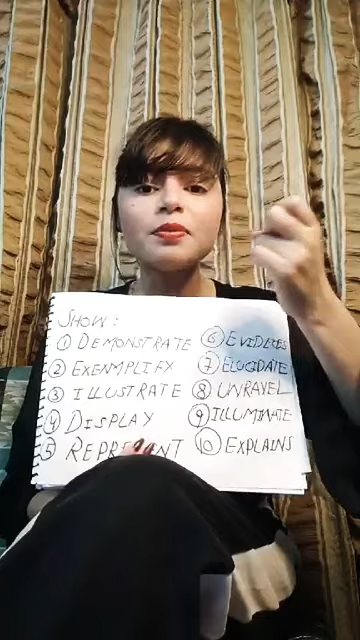 SHOW:
① DEMONSTRATE
② EXENMPLIFY
③ ILLUSTRATE
④ DISPLAY
⑤
⑥ EVIDECES
⑦ ELUCIDATE
⑧ UNRAVEL
⑨ ILLUMINATE
⑩ EXPLAINS